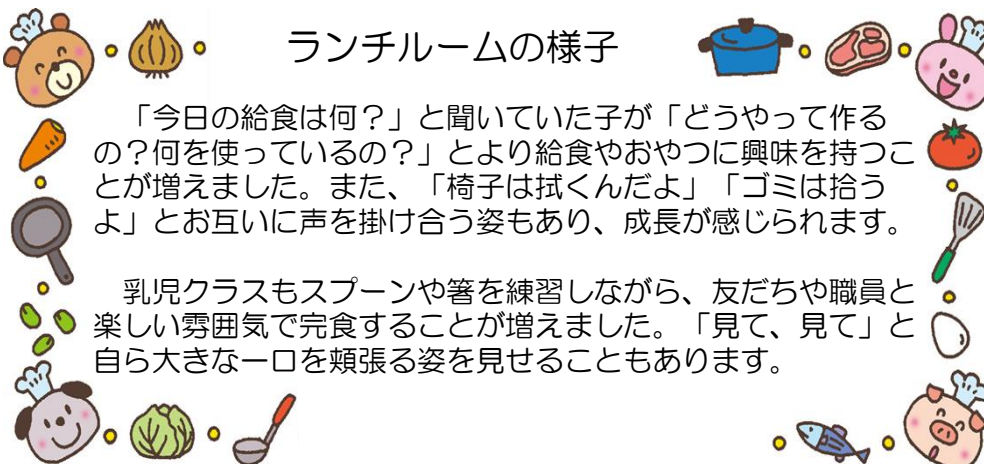 ランチルームの様子
「今日の給食は何？」と聞いていた子が「どうやって作る
の？何を使っているの？」とより給食やおやつに興味を持つこ
とが増えました。また、「椅子は拭くんだよ」「ゴミは拾う
よ」とお互いに声を掛け合う姿もあり、成長が感じられます。
乳児クラスもスプーンや箸を練習しながら、友だちや職員と
楽しい雰囲気で完食することが増えました。「見て、見て」と
自ら大きな一口を頬張る姿を見せることもあります。